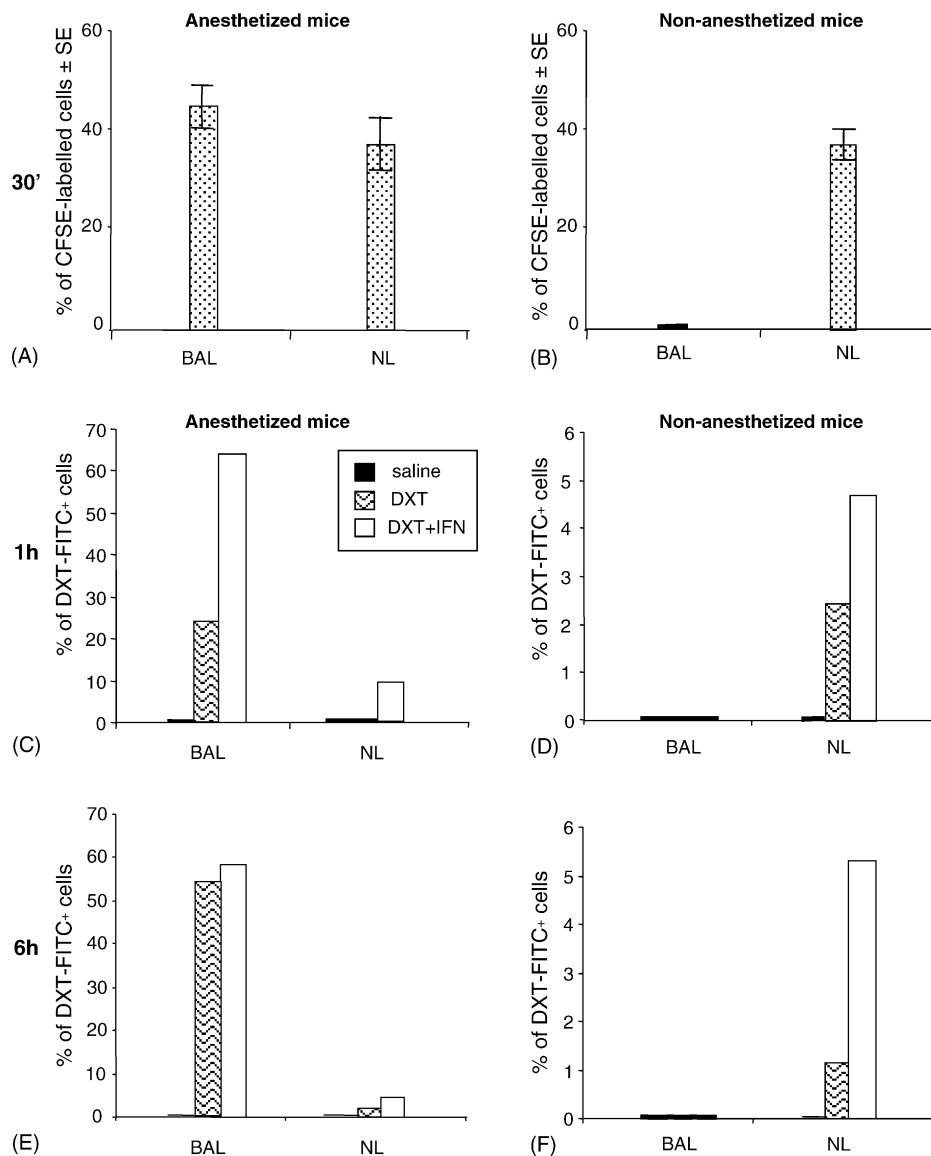 Anesthetized mice
60
40
20
0
% of CFSE-labelled cells ± SE
30'
BAL NL
(A)
Non-anesthetized mice
60
40
20
0
% of CFSE-labelled cells ± SE
BAL NL
(B)
Anesthetized mice
70
60
50
40
30
20
10
0
% of DXT-FITC+ cells
saline
DXT
DXT+IFN
1h
BAL NL
(C)
Non-anesthetized mice
6
5
4
3
2
1
0
% of DXT-FITC+ cells
BAL NL
(D)
70
60
50
40
30
20
10
0
% of DXT-FITC+ cells
6h
BAL NL
(E)
6
5
4
3
2
1
0
% of DXT-FITC+ cells
BAL NL
(F)